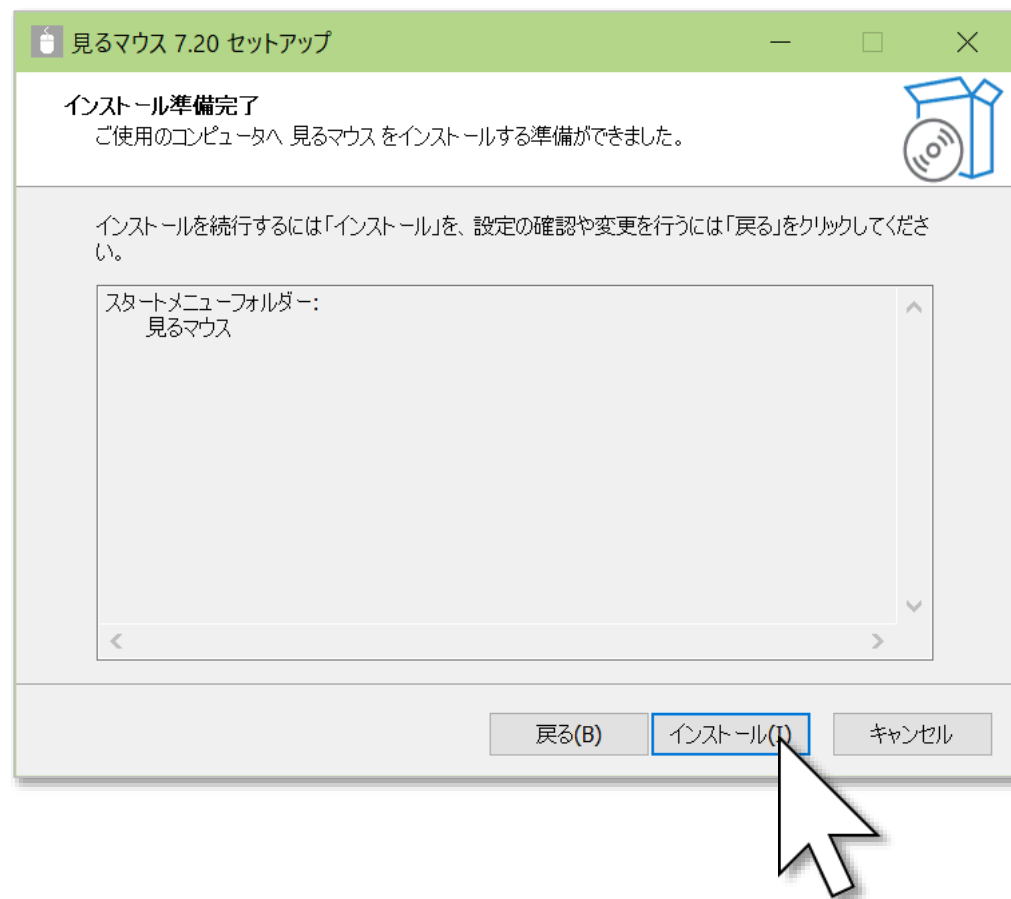 見るマウス 7.20 セットアップ
インストール準備完了
ご使用のコンピュータへ 見るマウス をインストールする準備ができました。
インストールを続行するには「インストール」を、設定の確認や変更を行うには「戻る」をクリックしてくださ
い。
スタートメニューフォルダー:
見るマウス
戻る(B) インストール(I) キャンセル